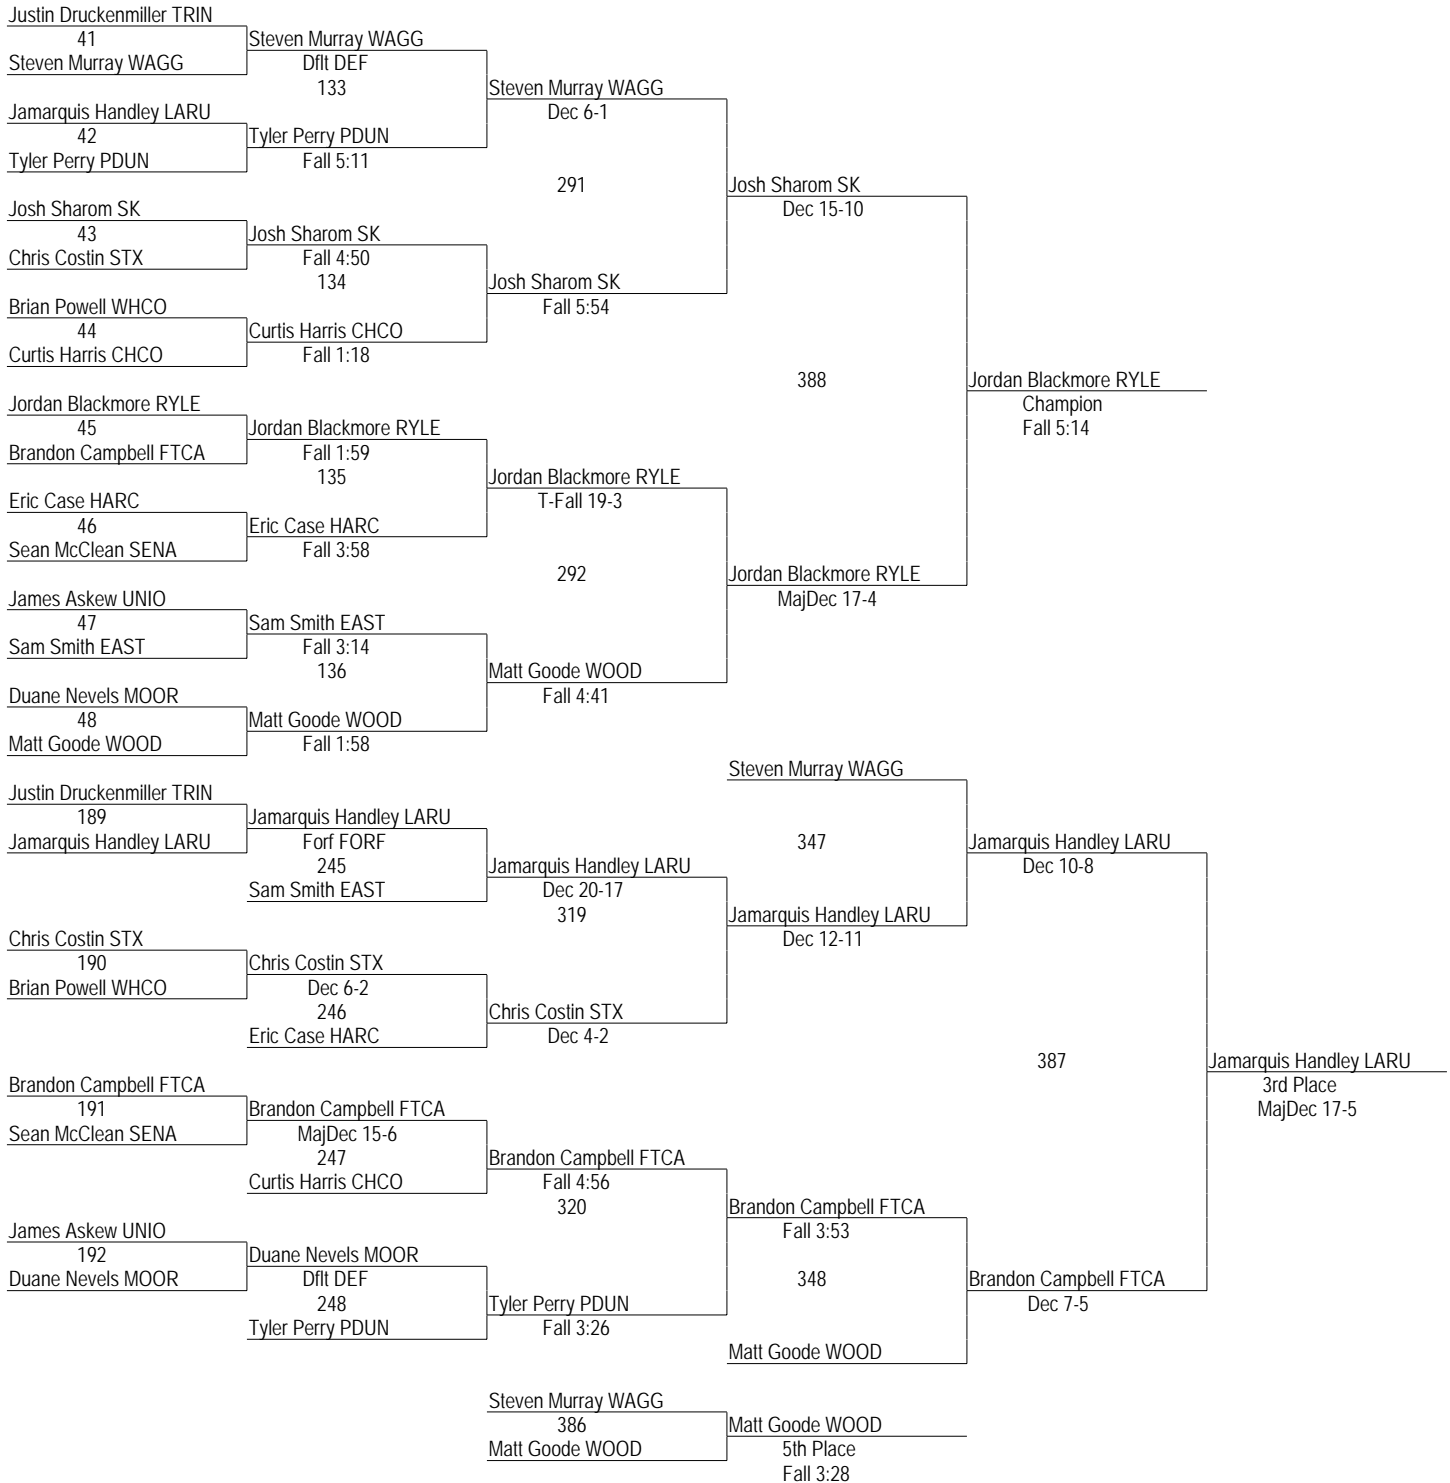 Justin Druckenmiller TRIN
41
Steven Murray WAGG
Steven Murray WAGG
Dflt DEF
133
Steven Murray WAGG
Dec 6-1
Jamarquis Handley LARU
42
Tyler Perry PDUN
Tyler Perry PDUN
Fall 5:11
291
Josh Sharom SK
Dec 15-10
Josh Sharom SK
43
Chris Costin STX
Josh Sharom SK
Fall 4:50
134
Josh Sharom SK
Fall 5:54
Brian Powell WHCO
44
Curtis Harris CHCO
Curtis Harris CHCO
Fall 1:18
388
Jordan Blackmore RYLE
Champion
Fall 5:14
Jordan Blackmore RYLE
45
Brandon Campbell FTCA
Jordan Blackmore RYLE
Fall 1:59
135
Jordan Blackmore RYLE
T-Fall 19-3
Eric Case HARC
46
Sean McClean SENA
Eric Case HARC
Fall 3:58
292
Jordan Blackmore RYLE
MajDec 17-4
James Askew UNIO
47
Sam Smith EAST
Sam Smith EAST
Fall 3:14
136
Matt Goode WOOD
Fall 4:41
Duane Nevels MOOR
48
Matt Goode WOOD
Matt Goode WOOD
Fall 1:58
Steven Murray WAGG
Justin Druckenmiller TRIN
189
Jamarquis Handley LARU
Jamarquis Handley LARU
Forf FORF
245
Sam Smith EAST
Jamarquis Handley LARU
Dec 20-17
319
347
Jamarquis Handley LARU
Dec 10-8
Jamarquis Handley LARU
Dec 12-11
Chris Costin STX
190
Brian Powell WHCO
Chris Costin STX
Dec 6-2
246
Eric Case HARC
Chris Costin STX
Dec 4-2
387
Jamarquis Handley LARU
3rd Place
MajDec 17-5
Brandon Campbell FTCA
191
Sean McClean SENA
Brandon Campbell FTCA
MajDec 15-6
247
Curtis Harris CHCO
Brandon Campbell FTCA
Fall 4:56
320
Brandon Campbell FTCA
Fall 3:53
James Askew UNIO
192
Duane Nevels MOOR
Duane Nevels MOOR
Dflt DEF
248
Tyler Perry PDUN
Tyler Perry PDUN
Fall 3:26
348
Brandon Campbell FTCA
Dec 7-5
Matt Goode WOOD
Steven Murray WAGG
386
Matt Goode WOOD
Matt Goode WOOD
5th Place
Fall 3:28